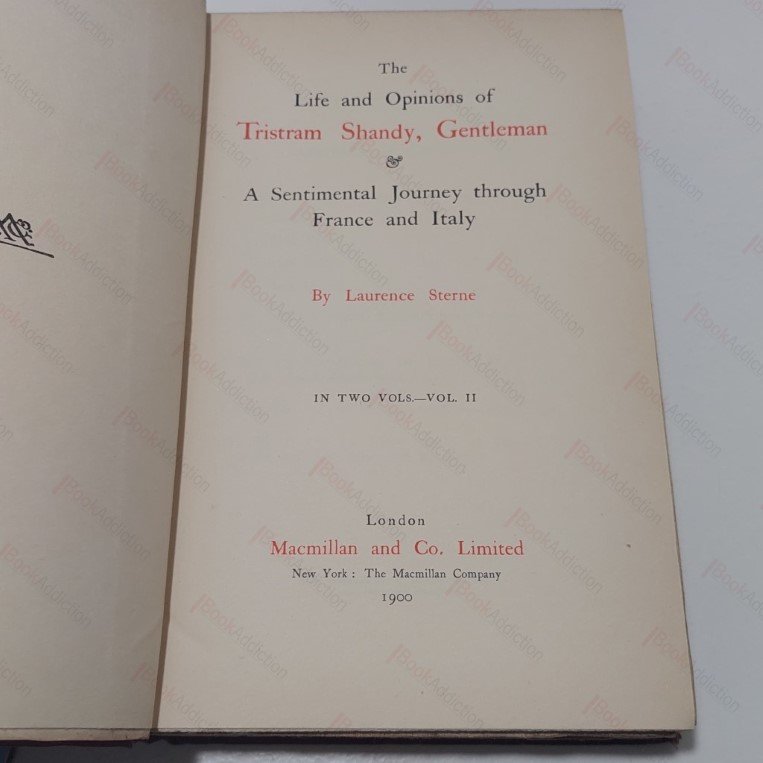 The
Life and Opinions of
Tristram Shandy, Gentleman
&
A Sentimental Journey through
France and Italy
By Laurence Sterne
IN TWO VOLS.—VOL. II
London
Macmillan and Co. Limited
New York : The Macmillan Company
1900
BookAddiction